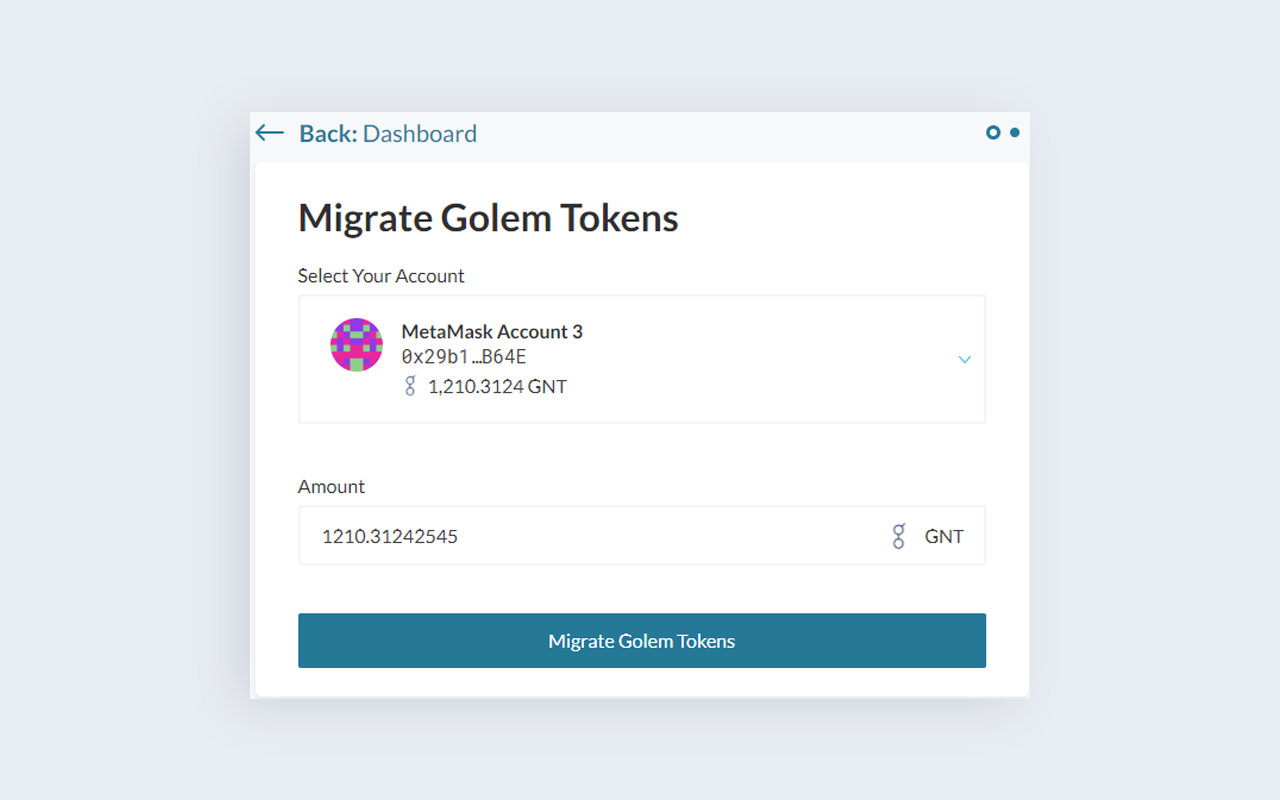 Back: Dashboard
Migrate Golem Tokens
Select Your Account
MetaMask Account 3
0x29b1…B64E
1,210.3124 GNT
Amount
1210.31242545 GNT
Migrate Golem Tokens